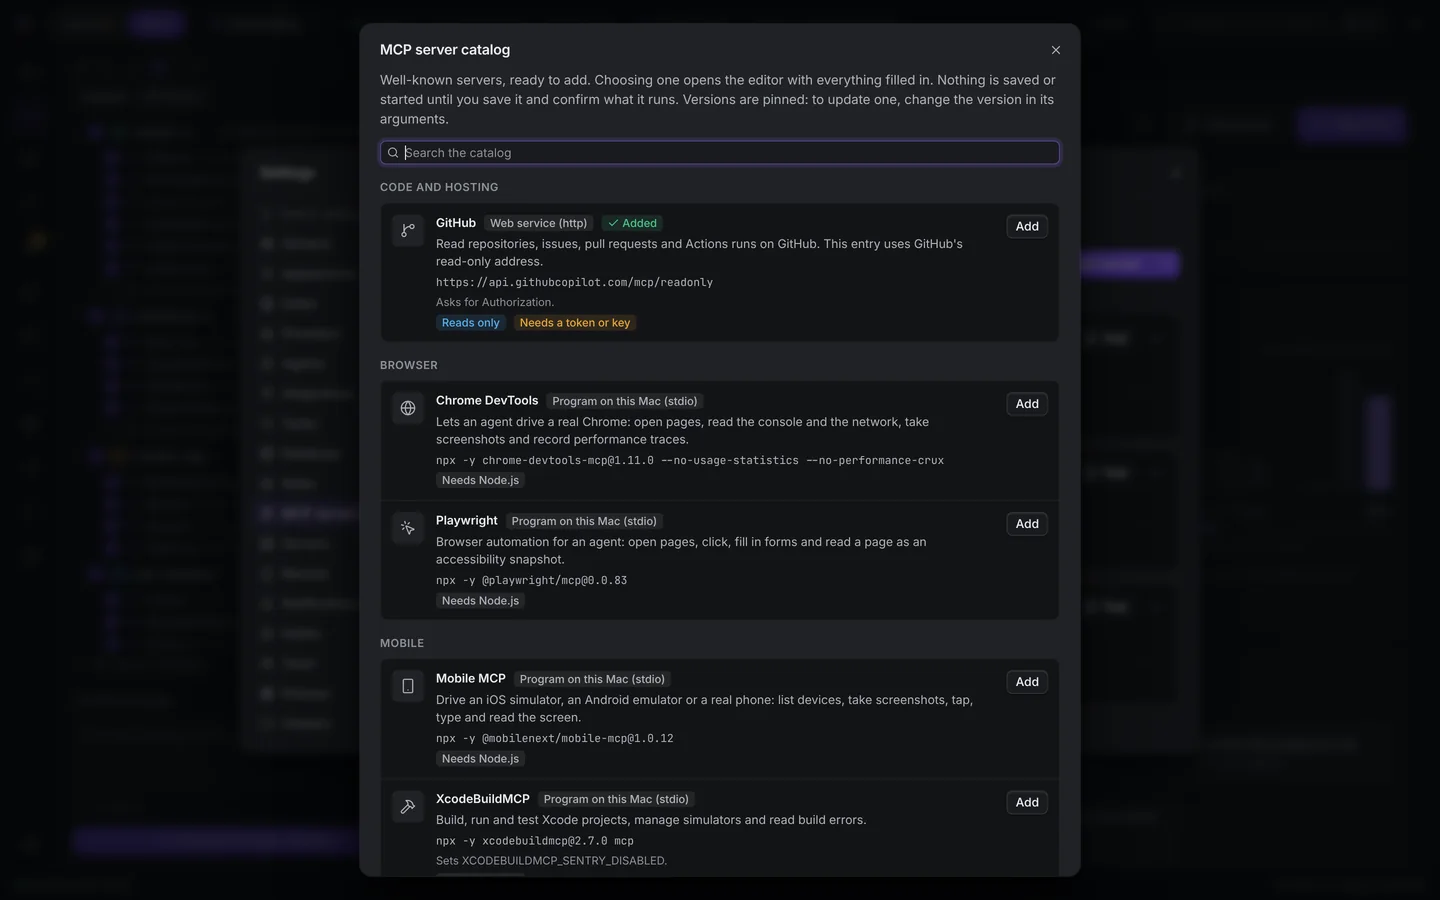 MCP server catalog
Well-known servers, ready to add. Choosing one opens the editor with everything filled in. Nothing is saved or
started until you save it and confirm what it runs. Versions are pinned: to update one, change the version in its
arguments.
Search the catalog
CODE AND HOSTING
GitHub Web service (http) ✓ Added Add
Read repositories, issues, pull requests and Actions runs on GitHub. This entry uses GitHub's
read-only address.
https://api.githubcopilot.com/mcp/readonly
Asks for Authorization.
Reads only Needs a token or key
BROWSER
Chrome DevTools Program on this Mac (stdio) Add
Lets an agent drive a real Chrome: open pages, read the console and the network, take
screenshots and record performance traces.
npx -y chrome-devtools-mcp@1.11.0 --no-usage-statistics --no-performance-crux
Needs Node.js
Playwright Program on this Mac (stdio) Add
Browser automation for an agent: open pages, click, fill in forms and read a page as an
accessibility snapshot.
npx -y @playwright/mcp@0.0.83
Needs Node.js
MOBILE
Mobile MCP Program on this Mac (stdio) Add
Drive an iOS simulator, an Android emulator or a real phone: list devices, take screenshots, tap,
type and read the screen.
npx -y @mobilenext/mobile-mcp@1.0.12
Needs Node.js
XcodeBuildMCP Program on this Mac (stdio) Add
Build, run and test Xcode projects, manage simulators and read build errors.
npx -y xcodebuildmcp@2.7.0 mcp
Sets XCODEBUILDMCP_SENTRY_DISABLED.